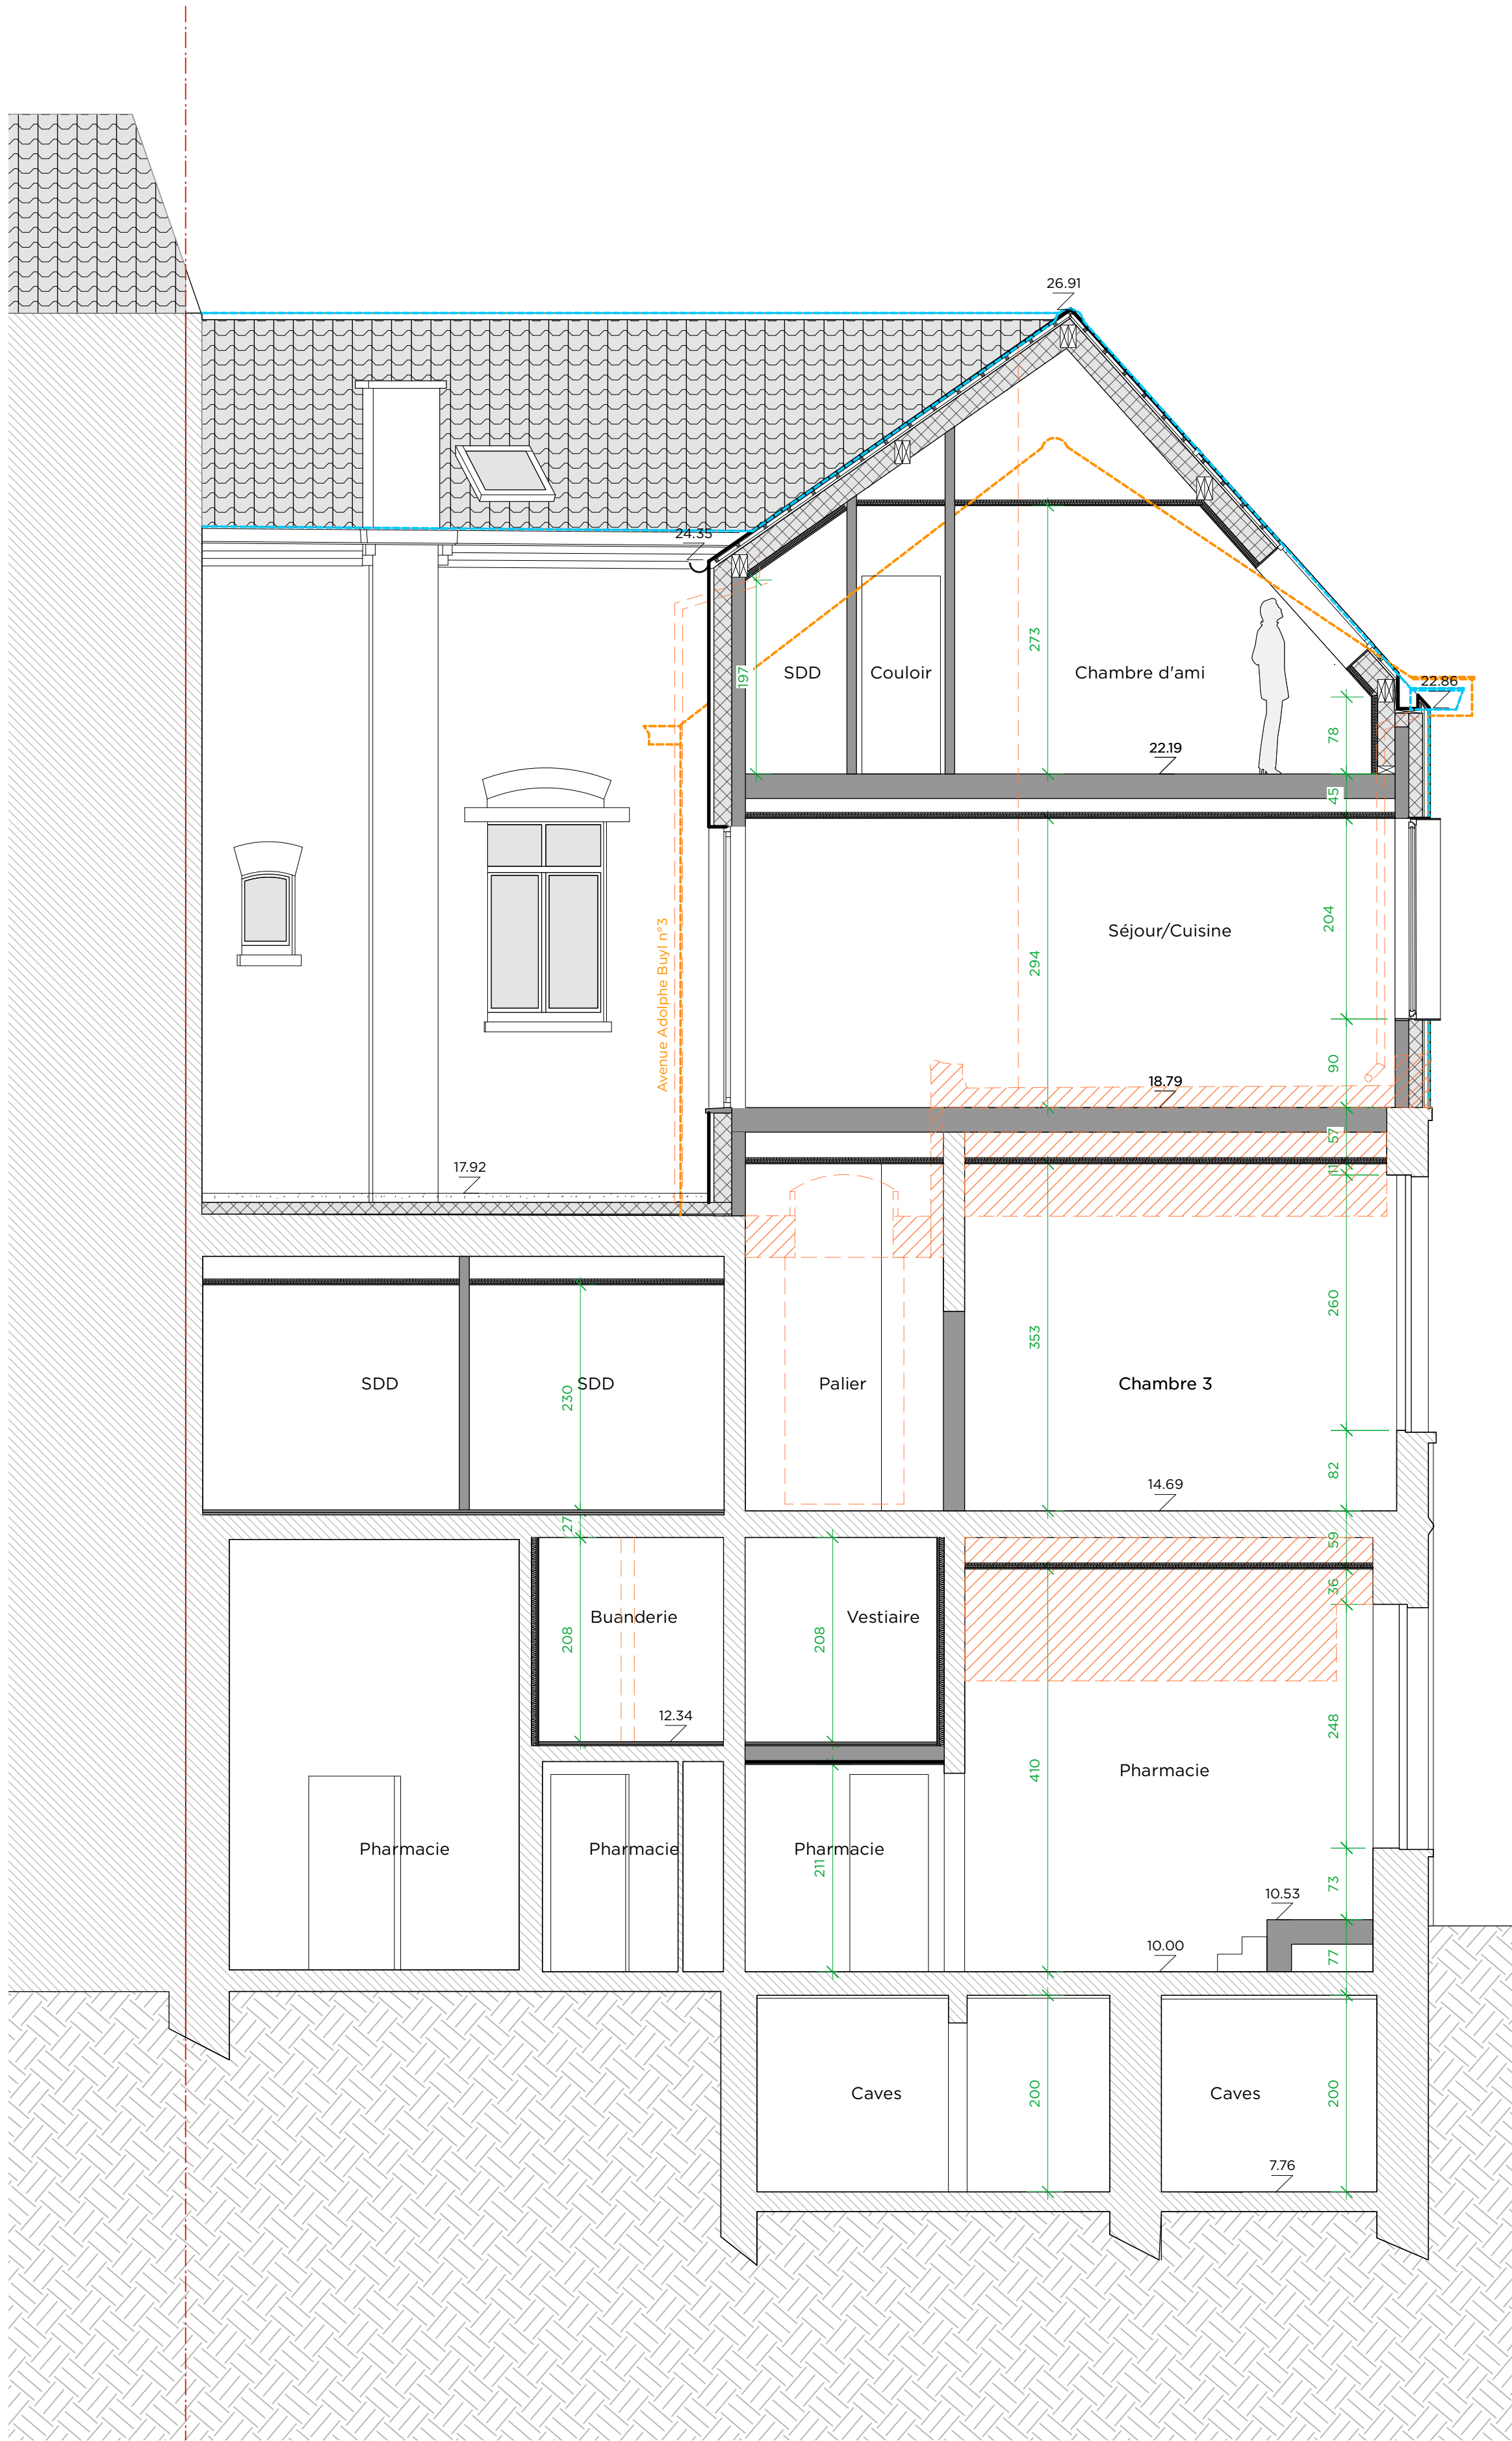 26.91
24.35
22.86
197
SDD
Couloir
273
Chambre d'ami
78
22.19
45
Avenue Adolphe Buyl n°3
294
Séjour/Cuisine
204
90
18.79
57
11
17.92
SDD
230
SDD
Palier
353
Chambre 3
260
82
14.69
27
59
36
Buanderie
208
208
Vestiaire
12.34
410
Pharmacie
248
Pharmacie
Pharmacie
Pharmacie
211
73
10.53
10.00
77
Caves
200
Caves
200
7.76